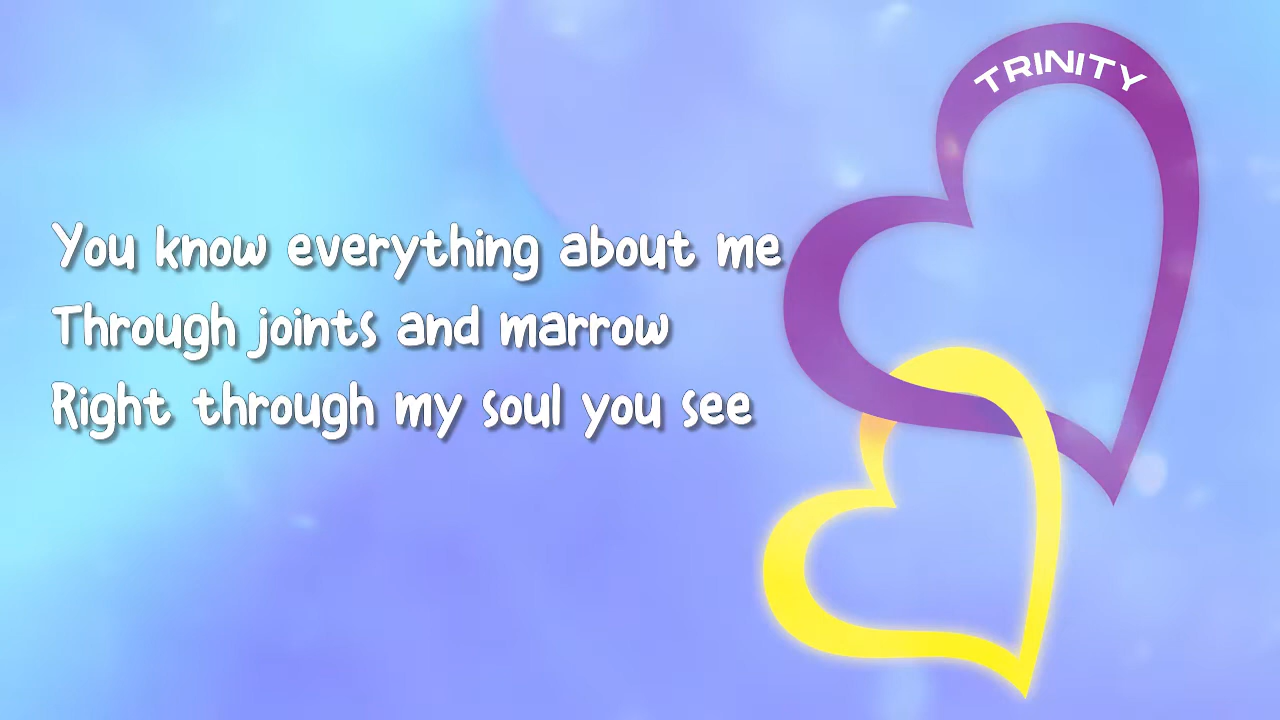 TRINITY
You know everything about me
Through joints and marrow
Right through my soul you see